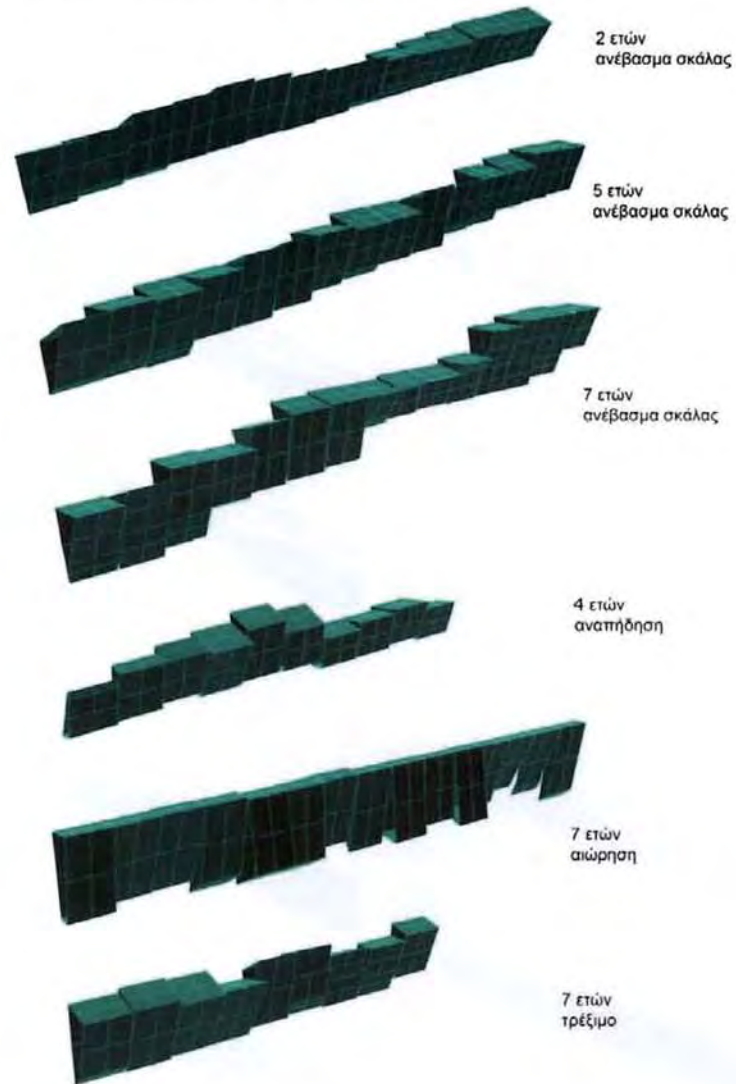 2 ετών
ανέβασμα σκάλας
5 ετών
ανέβασμα σκάλας
7 ετών
ανέβασμα σκάλας
4 ετών
αναπήδηση
7 ετών
αιώρηση
7 ετών
τρέξιμο